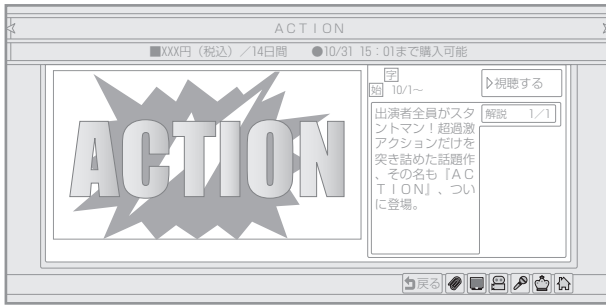 ACTION
■XXX円（税込）／14日間 ●10/31 15：01まで購入可能
ACTION
字
始 10/1～
▷視聴する
出演者全員がスタ
ントマン！超過激
アクションだけを
突き詰めた話題作
、その名も『AC
TION』、つい
に登場。
解説 1／1
戻る